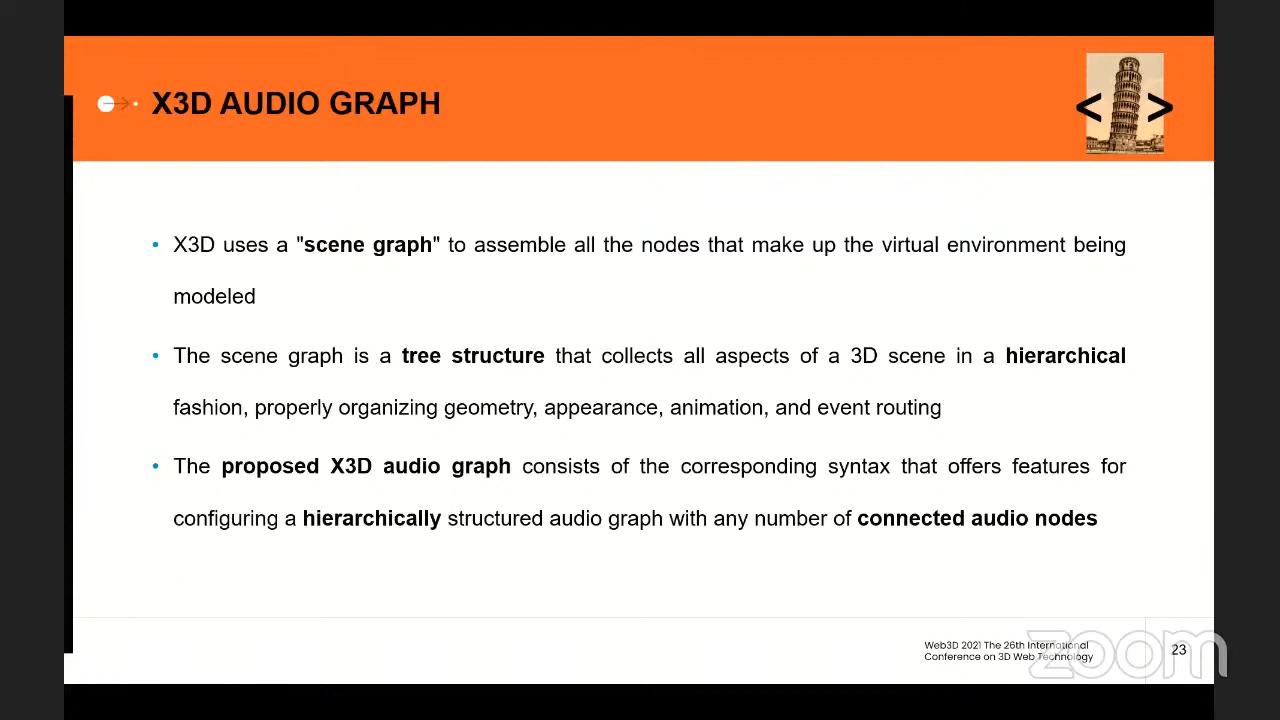 X3D AUDIO GRAPH
< >
• X3D uses a "scene graph" to assemble all the nodes that make up the virtual environment being
modeled
• The scene graph is a tree structure that collects all aspects of a 3D scene in a hierarchical
fashion, properly organizing geometry, appearance, animation, and event routing
• The proposed X3D audio graph consists of the corresponding syntax that offers features for
configuring a hierarchically structured audio graph with any number of connected audio nodes
Web3D 2021 The 26th International
Conference on 3D Web Technology
zoom
23